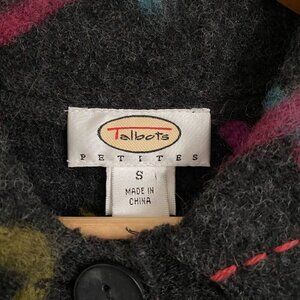 Talbots
PETITES
S
MADE IN
CHINA